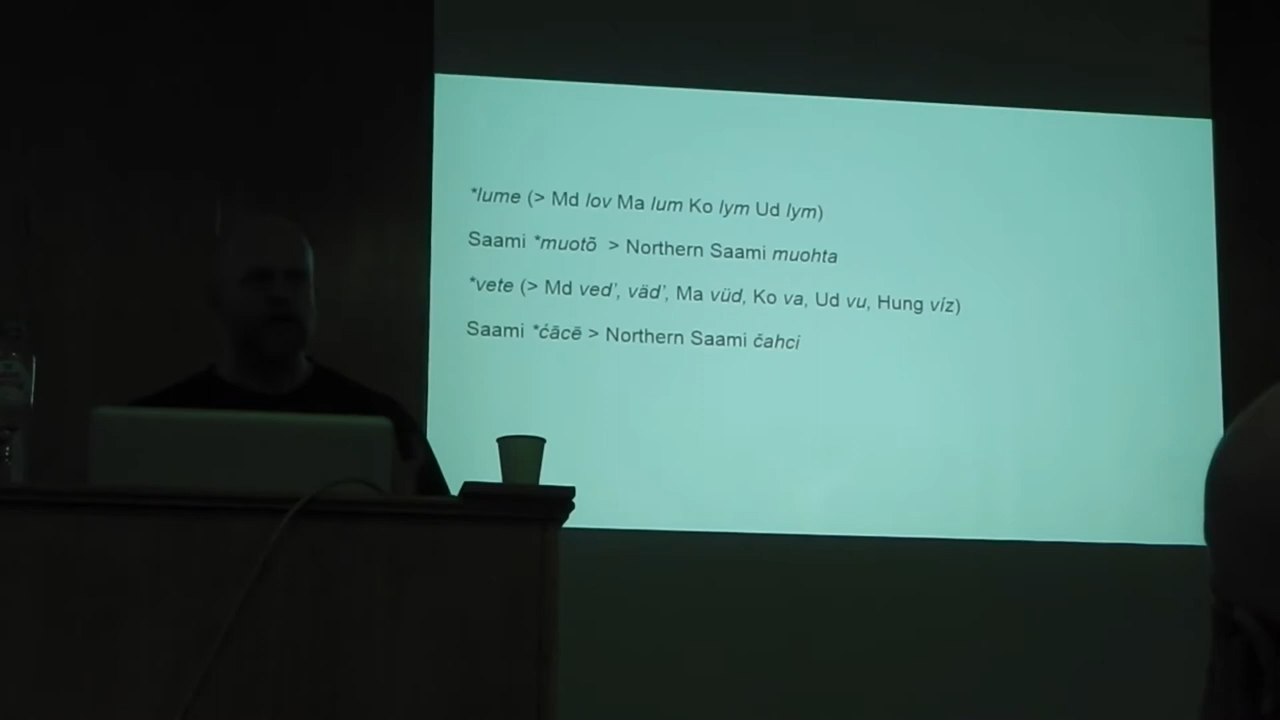 *lume (> Md lov Ma lum Ko lym Ud lym)
Saami *muotõ > Northern Saami muohta
*vete (> Md ved’, väd’, Ma vüd, Ko va, Ud vu, Hung víz)
Saami *ćācē > Northern Saami čahci